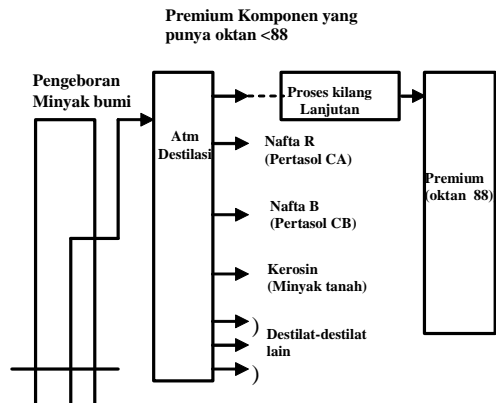 Premium Komponen yang
punya oktan <88
Pengeboran
Minyak bumi
Atm
Destilasi
Proses kilang
Lanjutan
Nafta R
(Pertasol CA)
Nafta B
(Pertasol CB)
Kerosin
(Minyak tanah)
)
Destilat-destilat
lain
)
Premium
(oktan 88)